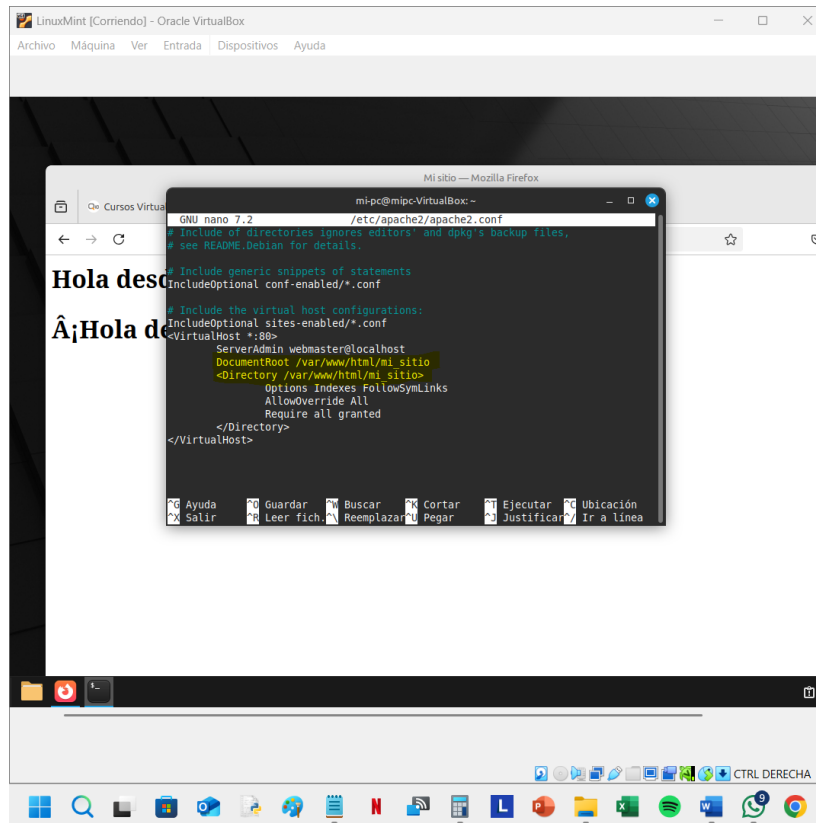 LinuxMint [Corriendo] - Oracle VirtualBox
Archivo Máquina Ver Entrada Dispositivos Ayuda
Mi sitio — Mozilla Firefox
Cursos Virtua
mi-pc@mipc-VirtualBox: ~
GNU nano 7.2 /etc/apache2/apache2.conf
# Include of directories ignores editors' and dpkg's backup files,
# see README.Debian for details.
# Include generic snippets of statements
IncludeOptional conf-enabled/*.conf
# Include the virtual host configurations:
IncludeOptional sites-enabled/*.conf
<VirtualHost *:80>
ServerAdmin webmaster@localhost
DocumentRoot /var/www/html/mi_sitio
<Directory /var/www/html/mi_sitio>
Options Indexes FollowSymLinks
AllowOverride All
Require all granted
</Directory>
</VirtualHost>
^G Ayuda ^O Guardar ^W Buscar ^K Cortar ^T Ejecutar ^C Ubicación
^X Salir ^R Leer fich. ^\ Reemplazar ^U Pegar ^J Justificar ^/ Ir a línea
Hola desd
Â¡Hola de
CTRL DERECHA
N
L
P
X
W
9